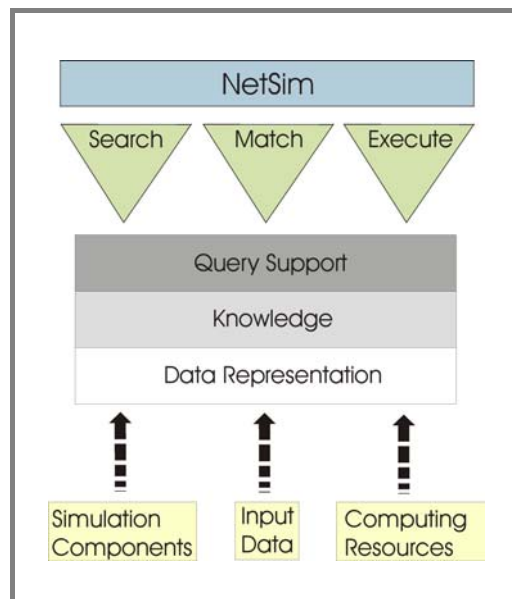 NetSim
Search Match Execute
Query Support
Knowledge
Data Representation
Simulation Components
Input Data
Computing Resources